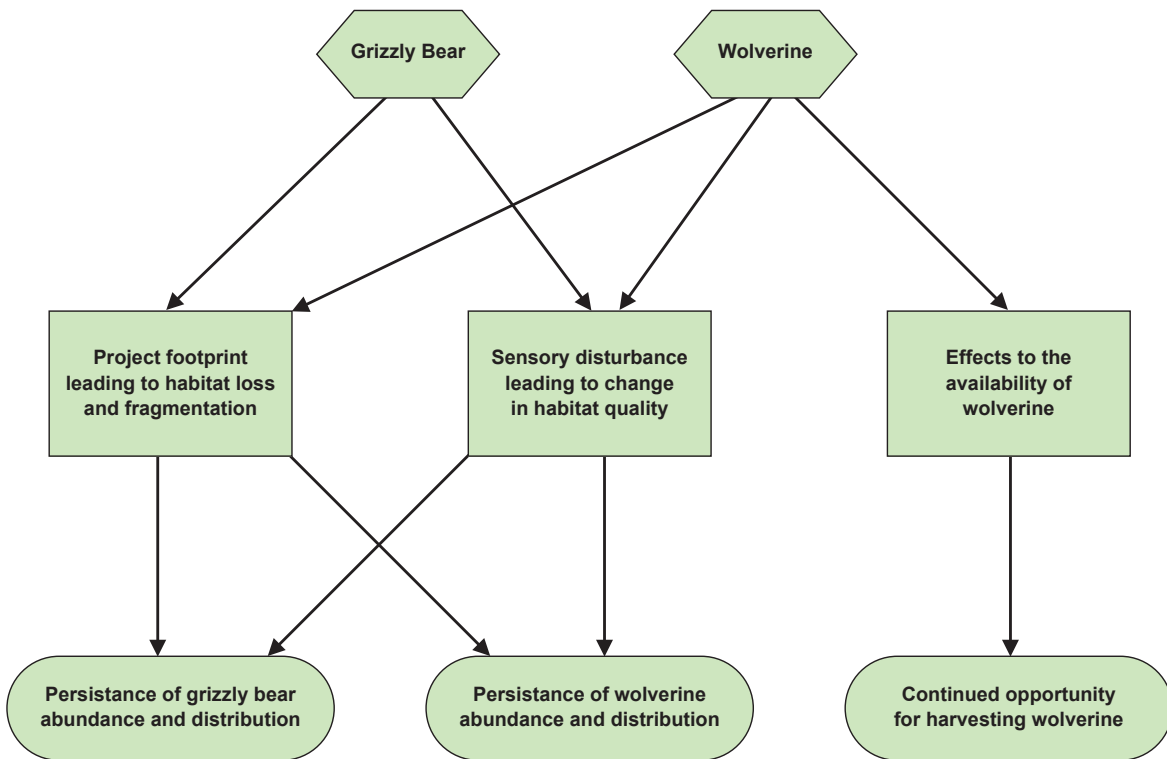 Grizzly Bear
Wolverine
Project footprint
leading to habitat loss
and fragmentation
Sensory disturbance
leading to change
in habitat quality
Effects to the
availability of
wolverine
Persistance of grizzly bear
abundance and distribution
Persistance of wolverine
abundance and distribution
Continued opportunity
for harvesting wolverine